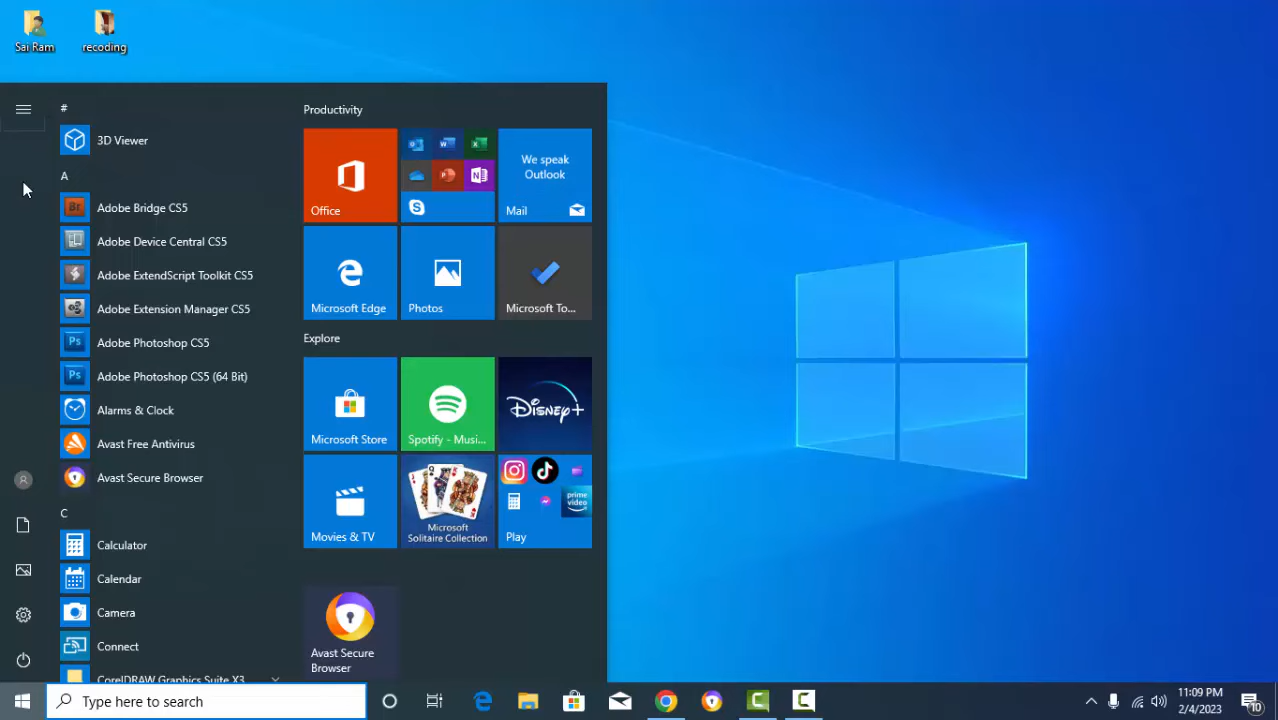 Sai Ram
recoding
#
3D Viewer
A
Adobe Bridge CS5
Adobe Device Central CS5
Adobe ExtendScript Toolkit CS5
Adobe Extension Manager CS5
Adobe Photoshop CS5
Adobe Photoshop CS5 (64 Bit)
Alarms & Clock
Avast Free Antivirus
Avast Secure Browser
C
Calculator
Calendar
Camera
Connect
CorelDRAW Graphics Suite X3
Productivity
Office
We speak
Outlook
Mail
Microsoft Edge
Photos
Microsoft To...
Explore
Microsoft Store
Spotify - Musi...
Disney+
Movies & TV
Microsoft
Solitaire Collection
prime
video
Play
Avast Secure
Browser
Type here to search
11:09 PM
2/4/2023
10